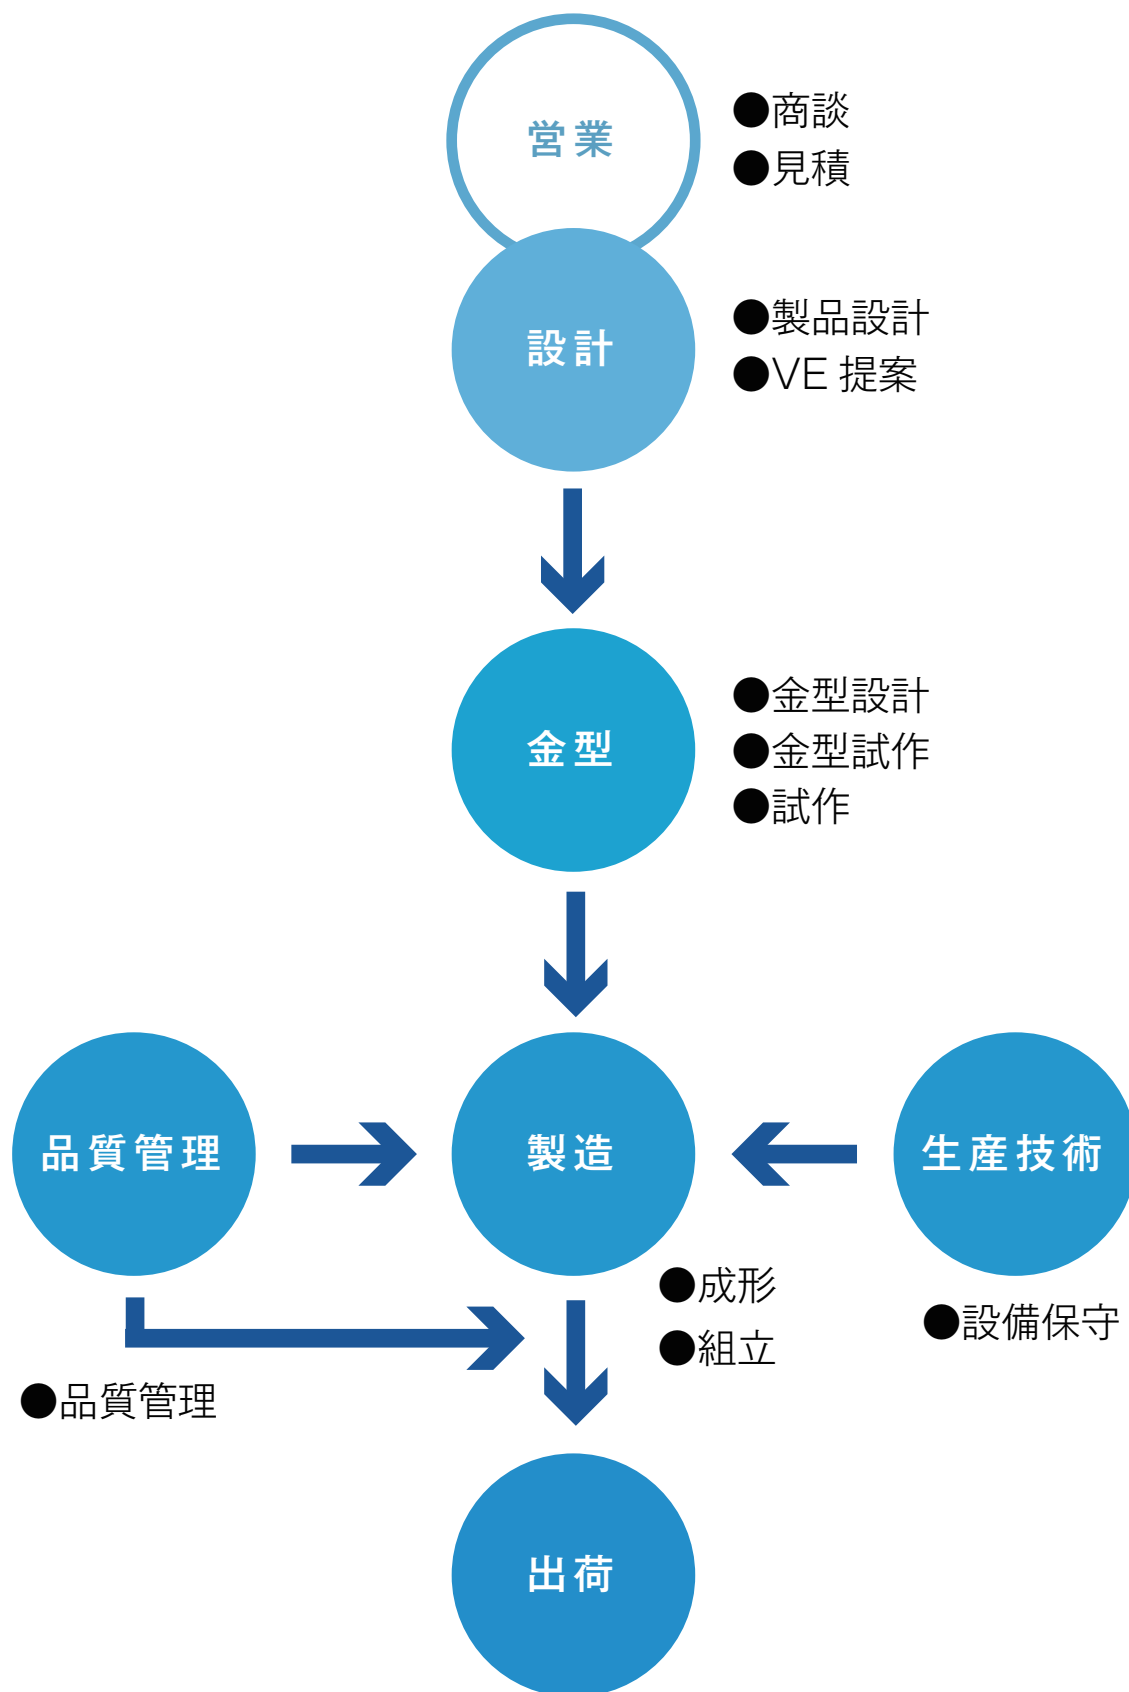 営業
●商談
●見積
設計
●製品設計
●VE 提案
金型
●金型設計
●金型試作
●試作
品質管理
製造
生産技術
●成形
●組立
●設備保守
●品質管理
出荷